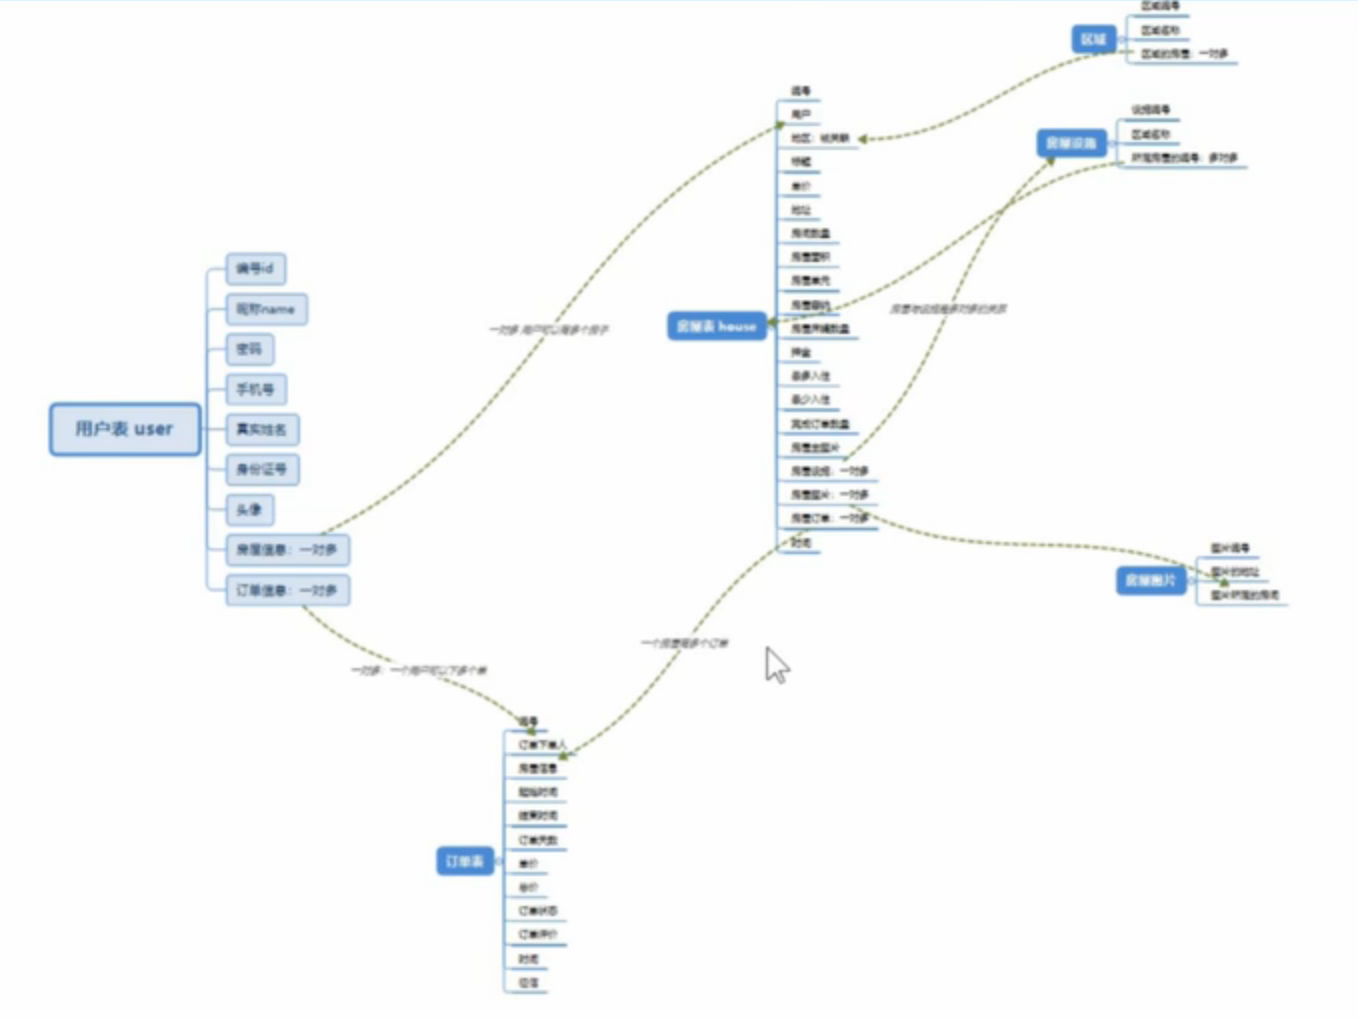 用户表 user
编号id
昵称name
密码
手机号
真实姓名
身份证号
头像
房屋信息：一对多
订单信息：一对多
一对多 用户可以有多个房子
一对多：一个用户可以下多个单
房屋表 house
编号
用户
地区：被关联
标题
单价
地址
房间数量
房屋面积
房屋单元
房屋容纳
房屋床铺数量
押金
最多入住
最少入住
完成订单数量
房屋主图片
房屋设施：一对多
房屋图片：一对多
房屋订单：一对多
时间
区域
区域编号
区域名称
区域的房屋：一对多
房屋设施
设施编号
区域名称
所属房屋的编号：多对多
房屋与设施是多对多的关系
房屋图片
图片编号
图片的地址
图片所属的房间
一个房屋有多个订单
订单表
编号
订单下单人
房屋信息
起始时间
结束时间
订单天数
单价
总价
订单状态
订单评价
时间